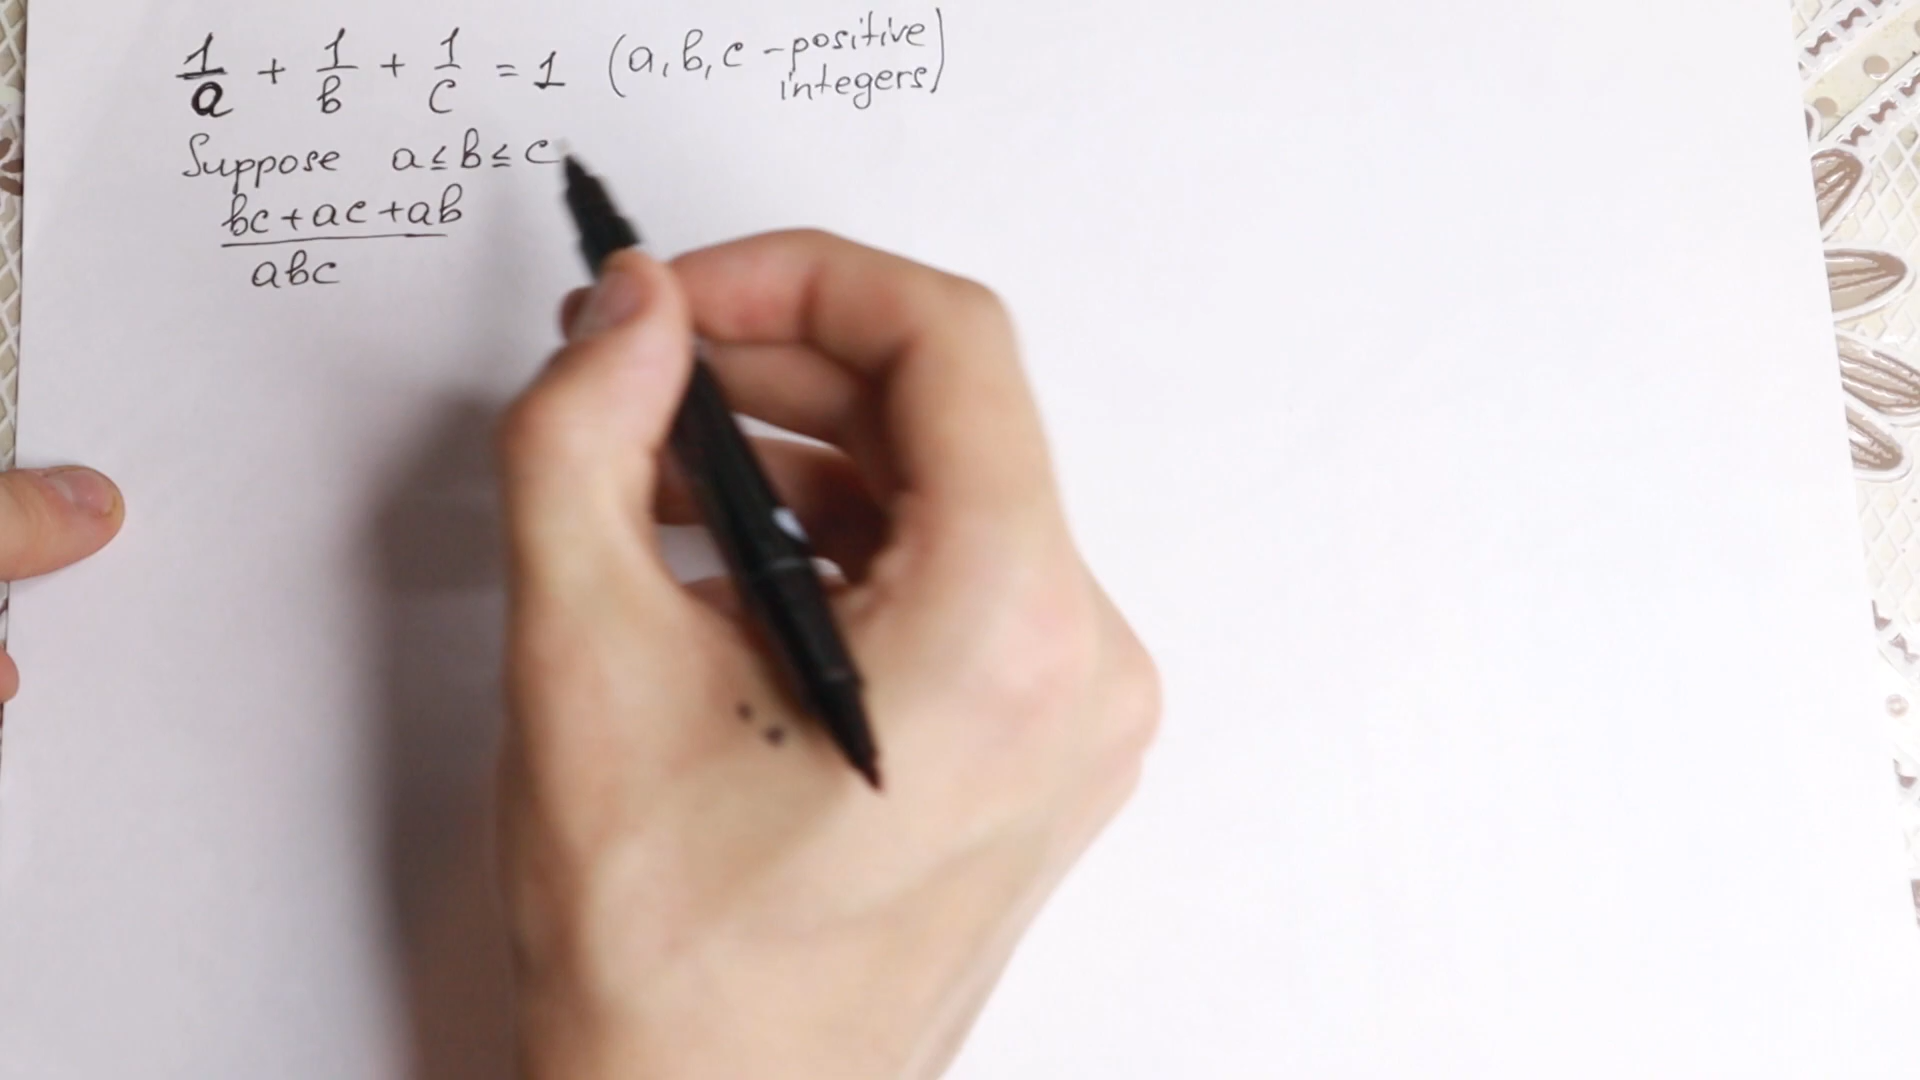 1/a + 1/b + 1/c = 1 (a, b, c - positive integers)
Suppose a ≤ b ≤ c
bc + ac + ab
abc